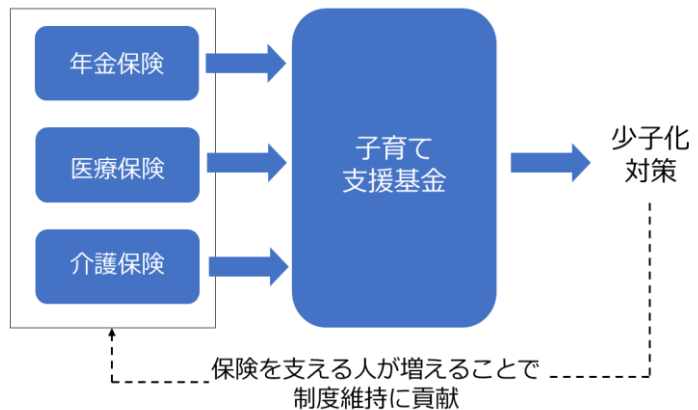 年金保険
医療保険
介護保険
子育て
支援基金
少子化
対策
保険を支える人が増えることで
制度維持に貢献